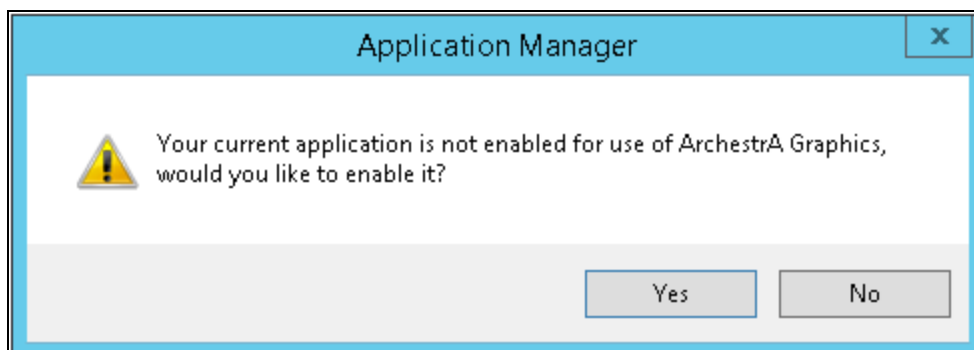 Application Manager
x
Your current application is not enabled for use of ArchestrA Graphics,
would you like to enable it?
Yes
No